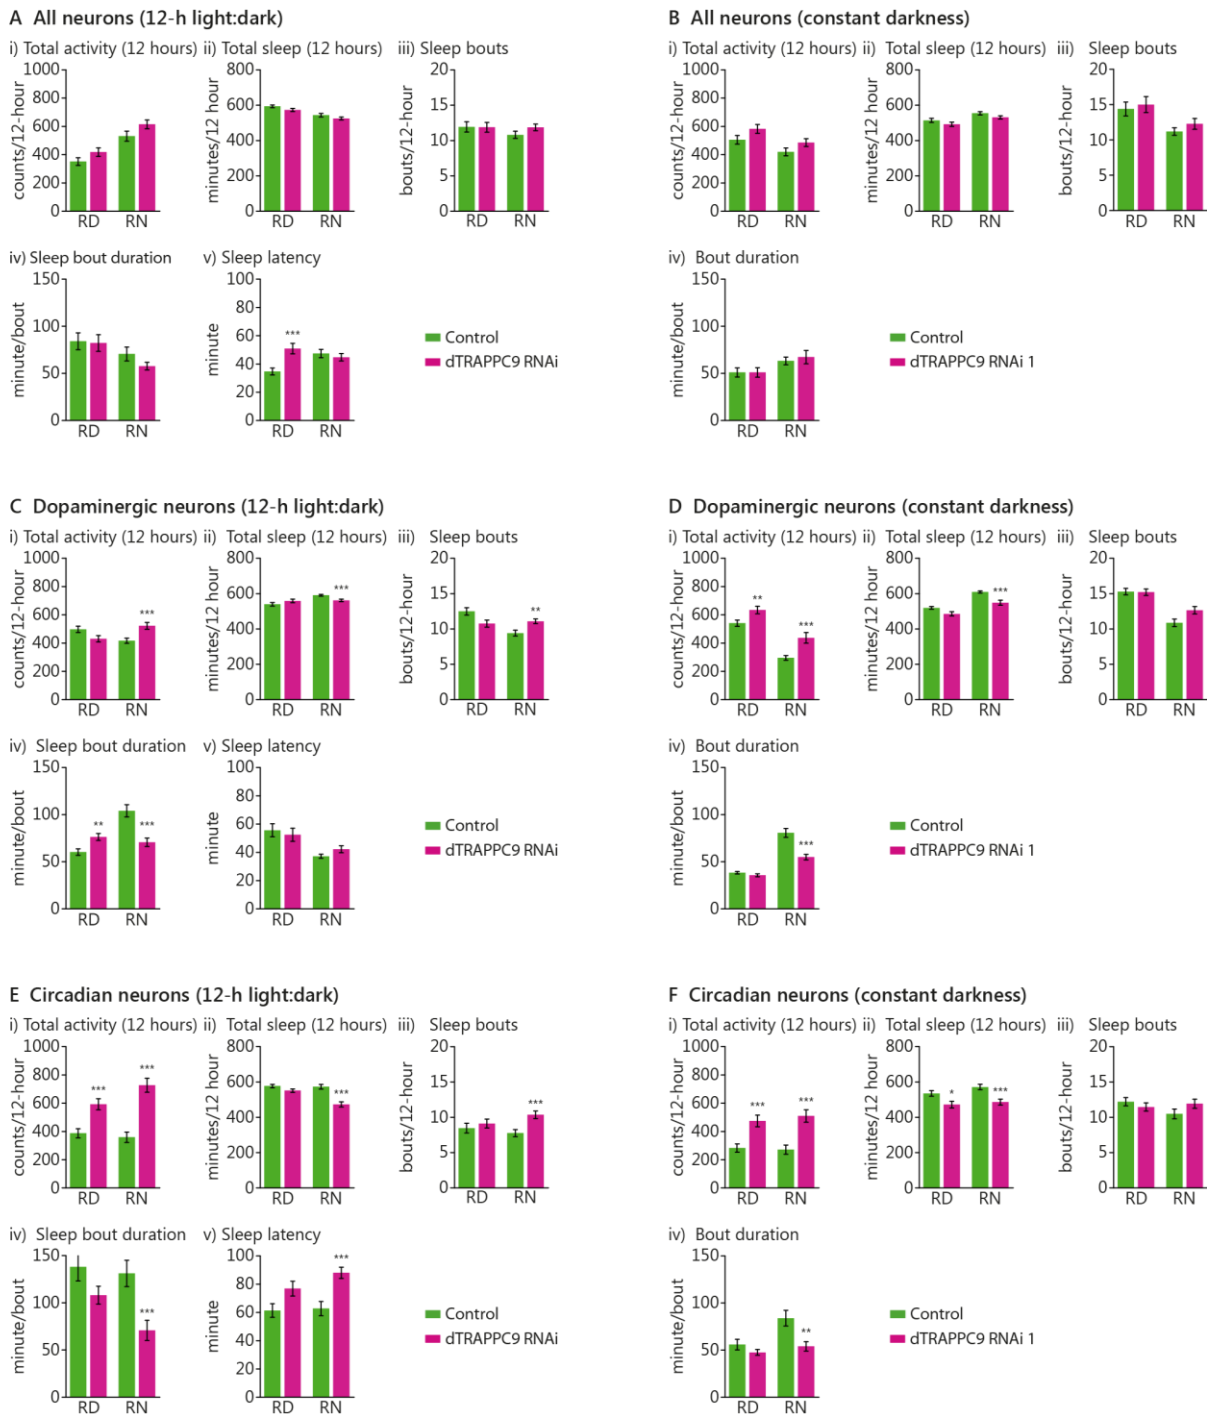 A All neurons (12-h light:dark)
i) Total activity (12 hours) ii) Total sleep (12 hours) iii) Sleep bouts
counts/12-hour
1000
800
600
400
200
0
RD RN
minutes/12 hour
800
600
400
200
0
RD RN
bouts/12-hour
20
15
10
5
0
RD RN
iv) Sleep bout duration v) Sleep latency
minute/bout
150
100
50
0
RD RN
minute
100
80
60
40
20
0
***
RD RN
Control
dTRAPPC9 RNAi
B All neurons (constant darkness)
i) Total activity (12 hours) ii) Total sleep (12 hours) iii) Sleep bouts
counts/12-hour
1000
800
600
400
200
0
RD RN
minutes/12 hour
800
600
400
200
0
RD RN
bouts/12-hour
20
15
10
5
0
RD RN
iv) Bout duration
minute/bout
150
100
50
0
RD RN
Control
dTRAPPC9 RNAi 1
C Dopaminergic neurons (12-h light:dark)
i) Total activity (12 hours) ii) Total sleep (12 hours) iii) Sleep bouts
counts/12-hour
1000
800
600
400
200
0
***
RD RN
minutes/12 hour
800
600
400
200
0
***
RD RN
bouts/12-hour
20
15
10
5
0
**
RD RN
iv) Sleep bout duration v) Sleep latency
minute/bout
150
100
50
0
** ***
RD RN
minute
100
80
60
40
20
0
RD RN
Control
dTRAPPC9 RNAi
D Dopaminergic neurons (constant darkness)
i) Total activity (12 hours) ii) Total sleep (12 hours) iii) Sleep bouts
counts/12-hour
1000
800
600
400
200
0
** ***
RD RN
minutes/12 hour
800
600
400
200
0
***
RD RN
bouts/12-hour
20
15
10
5
0
RD RN
iv) Bout duration
minute/bout
150
100
50
0
***
RD RN
Control
dTRAPPC9 RNAi 1
E Circadian neurons (12-h light:dark)
i) Total activity (12 hours) ii) Total sleep (12 hours) iii) Sleep bouts
counts/12-hour
1000
800
600
400
200
0
*** ***
RD RN
minutes/12 hour
800
600
400
200
0
***
RD RN
bouts/12-hour
20
15
10
5
0
***
RD RN
iv) Sleep bout duration v) Sleep latency
minute/bout
150
100
50
0
***
RD RN
minute
100
80
60
40
20
0
***
RD RN
Control
dTRAPPC9 RNAi
F Circadian neurons (constant darkness)
i) Total activity (12 hours) ii) Total sleep (12 hours) iii) Sleep bouts
counts/12-hour
1000
800
600
400
200
0
*** ***
RD RN
minutes/12 hour
800
600
400
200
0
* ***
RD RN
bouts/12-hour
20
15
10
5
0
RD RN
iv) Bout duration
minute/bout
150
100
50
0
**
RD RN
Control
dTRAPPC9 RNAi 1